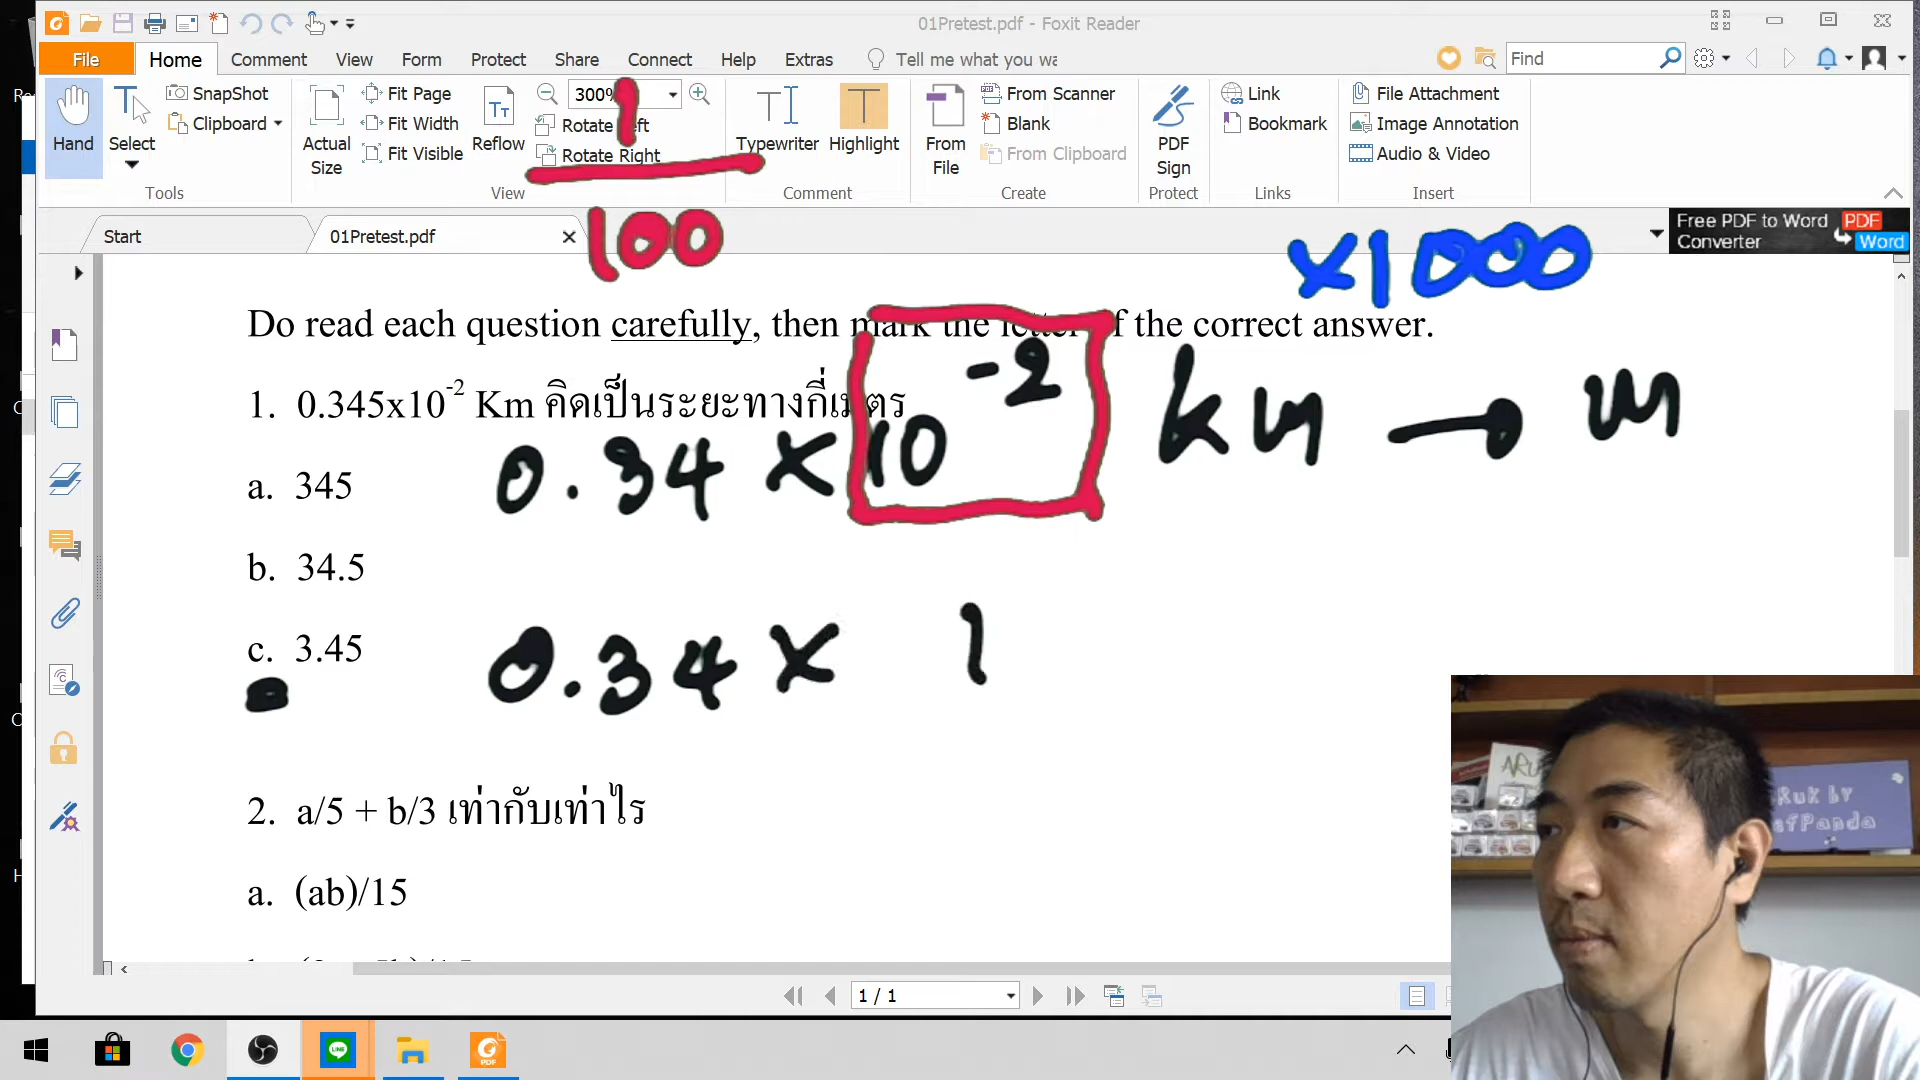 01Pretest.pdf - Foxit Reader
File Home Comment View Form Protect Share Connect Help Extras Tell me what you wa Find
SnapShot Fit Page 300% From Scanner Link File Attachment
Clipboard Fit Width Rotate Left Blank Bookmark Image Annotation
Hand Select Actual Size Reflow Typewriter Highlight From File PDF Sign
Fit Visible Rotate Right From Clipboard Audio & Video
Tools View Comment Create Protect Links Insert
1
100
Start 01Pretest.pdf
Free PDF to Word Converter PDF Word
x1000
Do read each question carefully, then mark the letter of the correct answer.
1. 0.345x10-2 Km คิดเป็นระยะทางกี่เมตร
0.34 x 10-2 km m
a. 345
b. 34.5
c. 3.45
0.34 x 1
2. a/5 + b/3 เท่ากับเท่าไร
a. (ab)/15
1 / 1